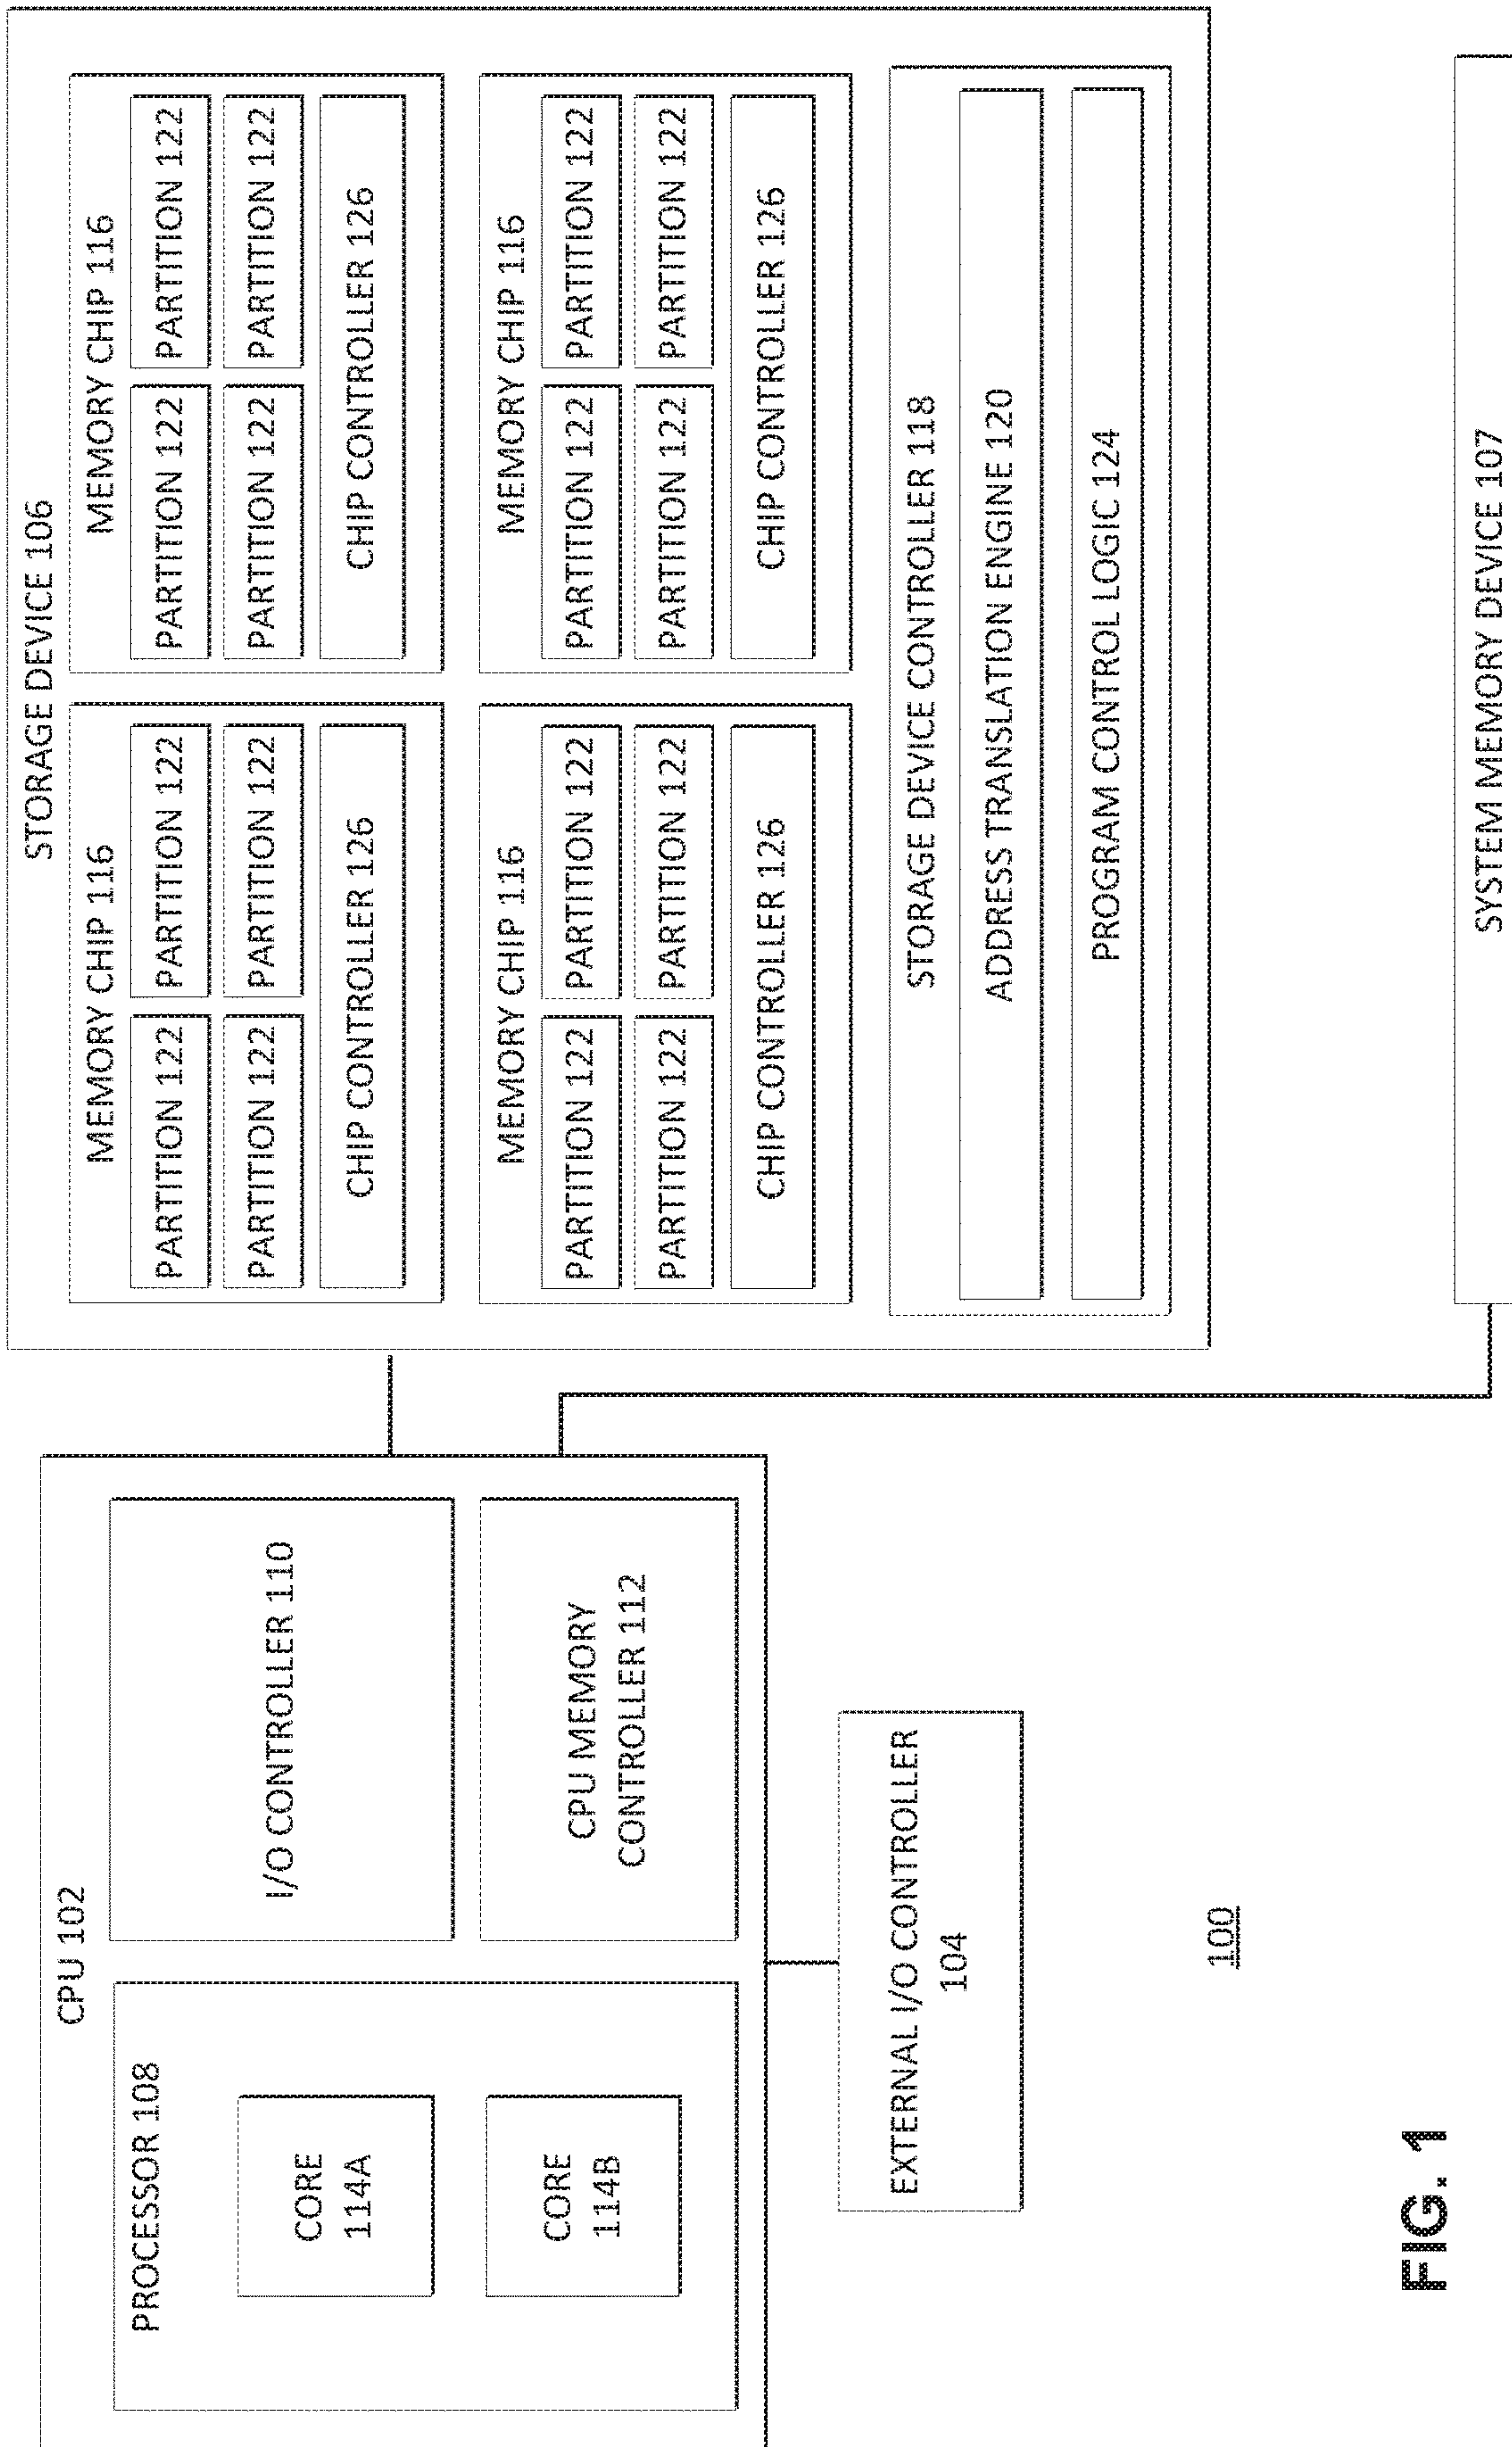 CPU 102
PROCESSOR 108
CORE
114A
CORE
114B
I/O CONTROLLER 110
CPU MEMORY
CONTROLLER 112
EXTERNAL I/O CONTROLLER
104
STORAGE DEVICE 106
MEMORY CHIP 116
PARTITION 122
PARTITION 122
PARTITION 122
PARTITION 122
CHIP CONTROLLER 126
MEMORY CHIP 116
PARTITION 122
PARTITION 122
PARTITION 122
PARTITION 122
CHIP CONTROLLER 126
MEMORY CHIP 116
PARTITION 122
PARTITION 122
PARTITION 122
PARTITION 122
CHIP CONTROLLER 126
MEMORY CHIP 116
PARTITION 122
PARTITION 122
PARTITION 122
PARTITION 122
CHIP CONTROLLER 126
STORAGE DEVICE CONTROLLER 118
ADDRESS TRANSLATION ENGINE 120
PROGRAM CONTROL LOGIC 124
SYSTEM MEMORY DEVICE 107
100
FIG. 1